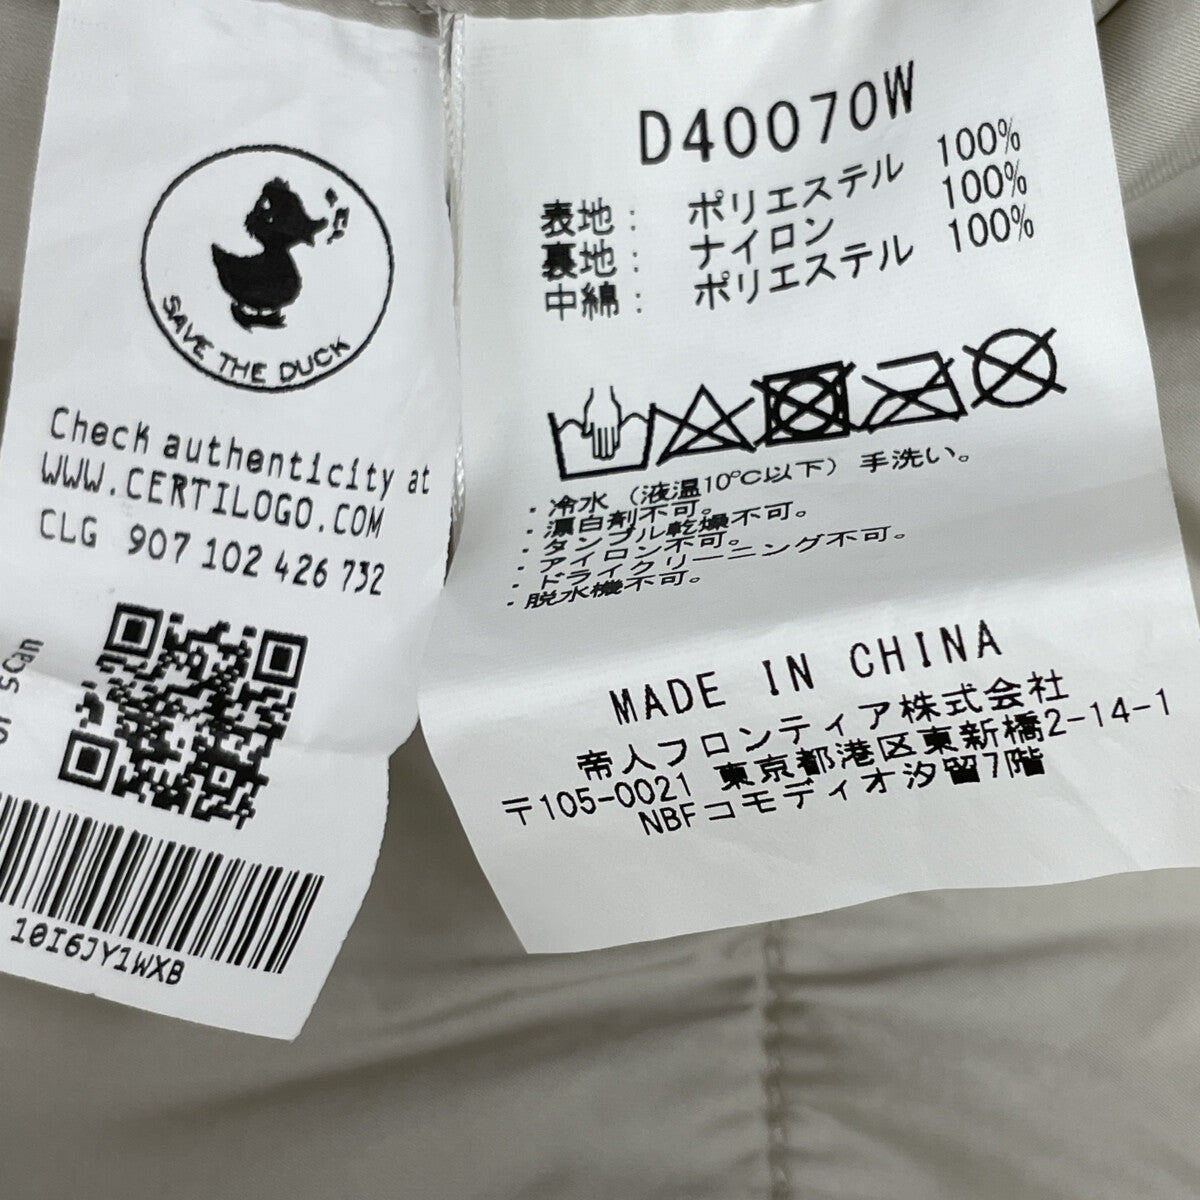 SAVE THE DUCK
Check authenticity at
WWW.CERTILOGO.COM
CLG 907 102 426 732
scan
10I6JY1WXB
D40070W
表地： ポリエステル 100%
裏地： ナイロン 100%
中綿： ポリエステル 100%
・冷水（液温10℃以下）手洗い。
・漂白剤不可。
・タンブル乾燥不可。
・アイロン不可。
・ドライクリーニング不可。
・脱水機不可。
MADE IN CHINA
帝人フロンティア株式会社
〒105-0021 東京都港区東新橋2-14-1
NBFコモディオ汐留7階